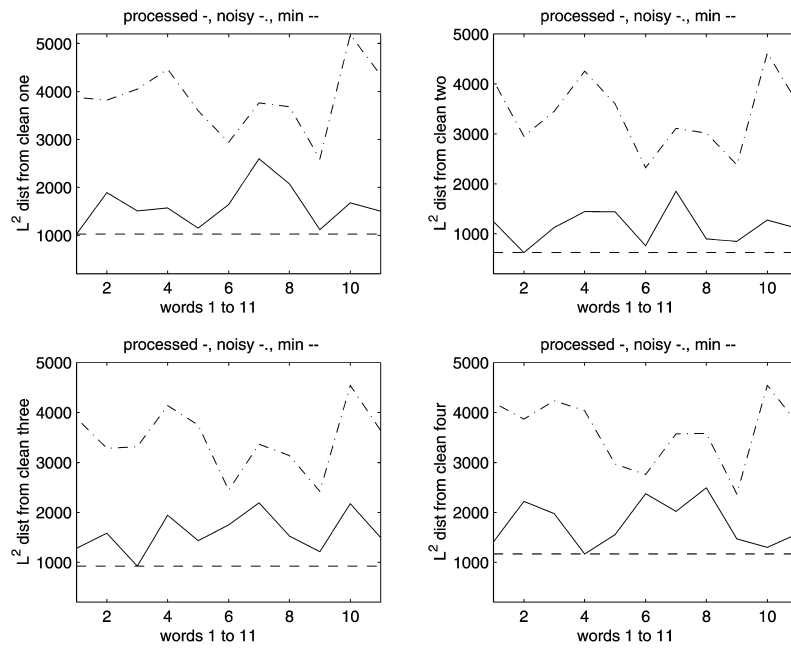 processed -, noisy -., min --
5000
4000
3000
2000
1000
L² dist from clean one
2 4 6 8 10
words 1 to 11
processed -, noisy -., min --
5000
4000
3000
2000
1000
L² dist from clean two
2 4 6 8 10
words 1 to 11
processed -, noisy -., min --
5000
4000
3000
2000
1000
L² dist from clean three
2 4 6 8 10
words 1 to 11
processed -, noisy -., min --
5000
4000
3000
2000
1000
L² dist from clean four
2 4 6 8 10
words 1 to 11